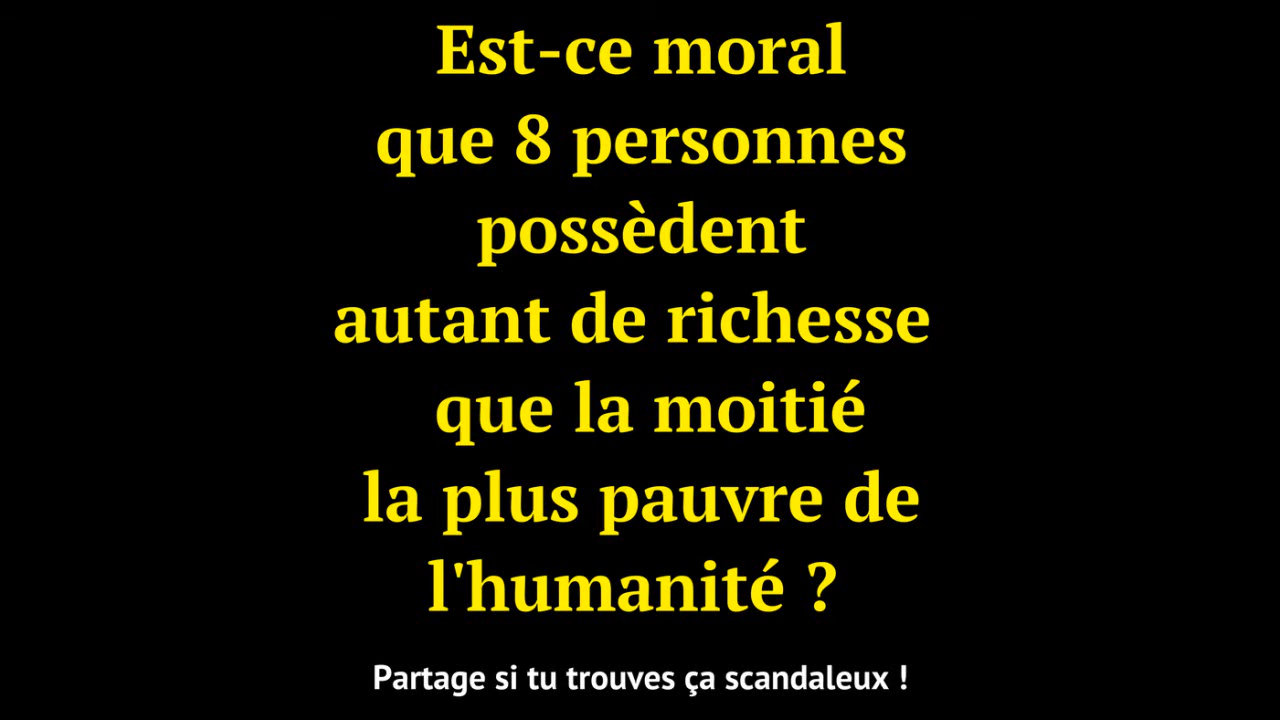 Est-ce moral
que 8 personnes
possèdent
autant de richesse
que la moitié
la plus pauvre de
l'humanité ?
Partage si tu trouves ça scandaleux !